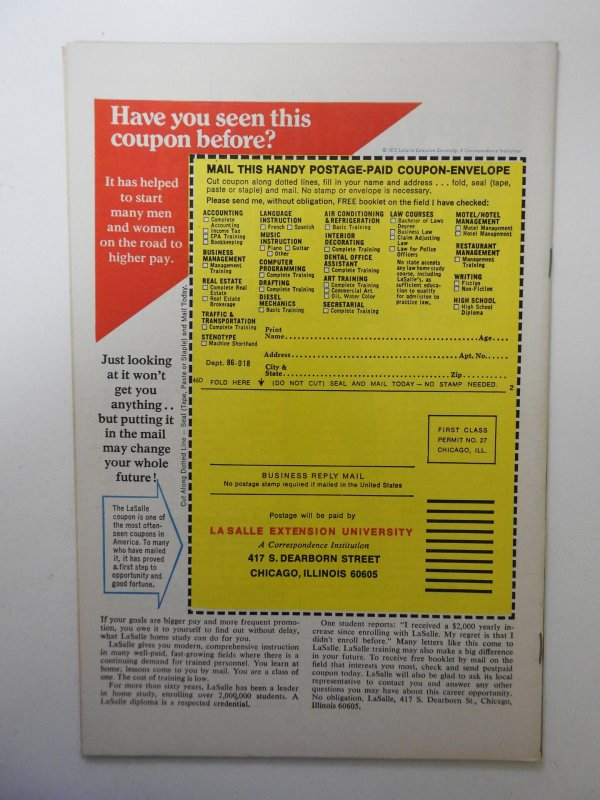 Have you seen this
coupon before?
© 1972 LaSalle Extension University. A Correspondence Institution
It has helped
to start
many men
and women
on the road to
higher pay.
Just looking
at it won't
get you
anything . .
but putting it
in the mail
may change
your whole
future!
The LaSalle
coupon is one of
the most often-
seen coupons in
America. To many
who have mailed
it, it has proved
a first step to
opportunity and
good fortune.
Cut Along Dotted Line — Seal (Tape, Paste or Staple) and Mail Today.
MAIL THIS HANDY POSTAGE-PAID COUPON-ENVELOPE
Cut coupon along dotted lines, fill in your name and address . . . fold, seal (tape,
paste or staple) and mail. No stamp or envelope is necessary.
Please send me, without obligation, FREE booklet on the field I have checked:
ACCOUNTING
Complete
Accounting
Income Tax
CPA Training
Bookkeeping
BUSINESS
MANAGEMENT
Management
Training
REAL ESTATE
Complete Real
Estate
Real Estate
Brokerage
TRAFFIC &
TRANSPORTATION
Complete Training
STENOTYPE
Machine Shorthand
LANGUAGE
INSTRUCTION
French Spanish
MUSIC
INSTRUCTION
Piano Guitar
Other
COMPUTER
PROGRAMMING
Complete Training
DRAFTING
Complete Training
DIESEL
MECHANICS
Basic Training
AIR CONDITIONING
& REFRIGERATION
Basic Training
INTERIOR
DECORATING
Complete Training
DENTAL OFFICE
ASSISTANT
Complete Training
ART TRAINING
Complete Training
Commercial Art
Oil, Water Color
SECRETARIAL
Complete Training
LAW COURSES
Bachelor of Laws
Degree
Business Law
Claim Adjusting
Law
Law for Police
Officers
No state accepts
any law home study
course, including
LaSalle's, as
sufficient educa-
tion to qualify
for admission to
practice law.
MOTEL/HOTEL
MANAGEMENT
Motel Management
Hotel Management
RESTAURANT
MANAGEMENT
Management
Training
WRITING
Fiction
Non-Fiction
HIGH SCHOOL
High School
Diploma
Print
Name Age
Address Apt. No.
Dept. 86-018
City &
State Zip
46D FOLD HERE (DO NOT CUT) SEAL AND MAIL TODAY — NO STAMP NEEDED. 2
FIRST CLASS
PERMIT NO. 27
CHICAGO, ILL.
BUSINESS REPLY MAIL
No postage stamp required if mailed in the United States
Postage will be paid by
LA SALLE EXTENSION UNIVERSITY
A Correspondence Institution
417 S. DEARBORN STREET
CHICAGO, ILLINOIS 60605
If your goals are bigger pay and more frequent promo-
tion, you owe it to yourself to find out without delay,
what LaSalle home study can do for you.
LaSalle gives you modern, comprehensive instruction
in many well-paid, fast-growing fields where there is a
continuing demand for trained personnel. You learn at
home; lessons come to you by mail. You are a class of
one. The cost of training is low.
For more than sixty years, LaSalle has been a leader
in home study, enrolling over 2,000,000 students. A
LaSalle diploma is a respected credential.
One student reports: "I received a $2,000 yearly in-
crease since enrolling with LaSalle. My regret is that I
didn't enroll before." Many letters like this come to
LaSalle. LaSalle training may also make a big difference
in your future. To receive free booklet by mail on the
field that interests you most, check and send postpaid
coupon today. LaSalle will also be glad to ask its local
representative to contact you and answer any other
questions you may have about this career opportunity.
No obligation. LaSalle, 417 S. Dearborn St., Chicago,
Illinois 60605.